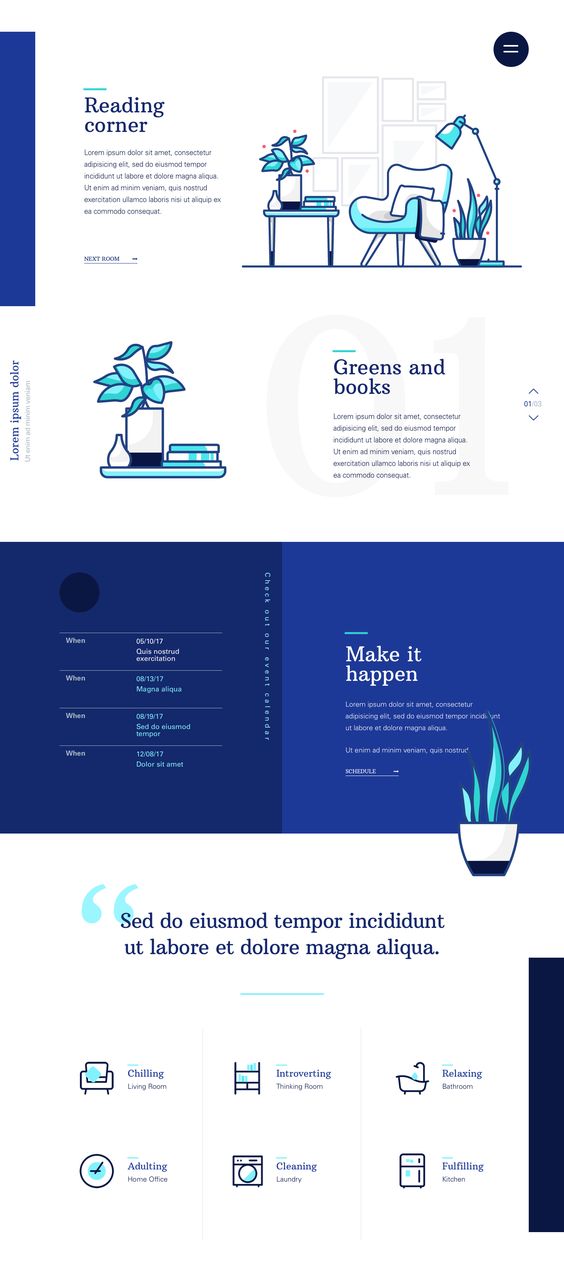 Reading
corner
Lorem ipsum dolor sit amet, consectetur
adipisicing elit, sed do eiusmod tempor
incididunt ut labore et dolore magna aliqua.
Ut enim ad minim veniam, quis nostrud
exercitation ullamco laboris nisi ut aliquip ex
ea commodo consequat.
NEXT ROOM
Lorem ipsum dolor
Ut enim ad minim veniam
01
Greens and
books
Lorem ipsum dolor sit amet, consectetur
adipisicing elit, sed do eiusmod tempor
incididunt ut labore et dolore magna aliqua.
Ut enim ad minim veniam, quis nostrud
exercitation ullamco laboris nisi ut aliquip ex
ea commodo consequat.
01/03
When
05/10/17
Quis nostrud
exercitation
When
08/13/17
Magna aliqua
When
08/19/17
Sed do eiusmod
tempor
When
12/08/17
Dolor sit amet
Check out our event calendar
Make it
happen
Lorem ipsum dolor sit amet, consectetur
adipisicing elit, sed do eiusmod tempor incididunt
ut labore et dolore magna aliqua.
Ut enim ad minim veniam, quis nostrud
SCHEDULE
“Sed do eiusmod tempor incididunt
ut labore et dolore magna aliqua.
Chilling
Living Room
Introverting
Thinking Room
Relaxing
Bathroom
Adulting
Home Office
Cleaning
Laundry
Fulfilling
Kitchen